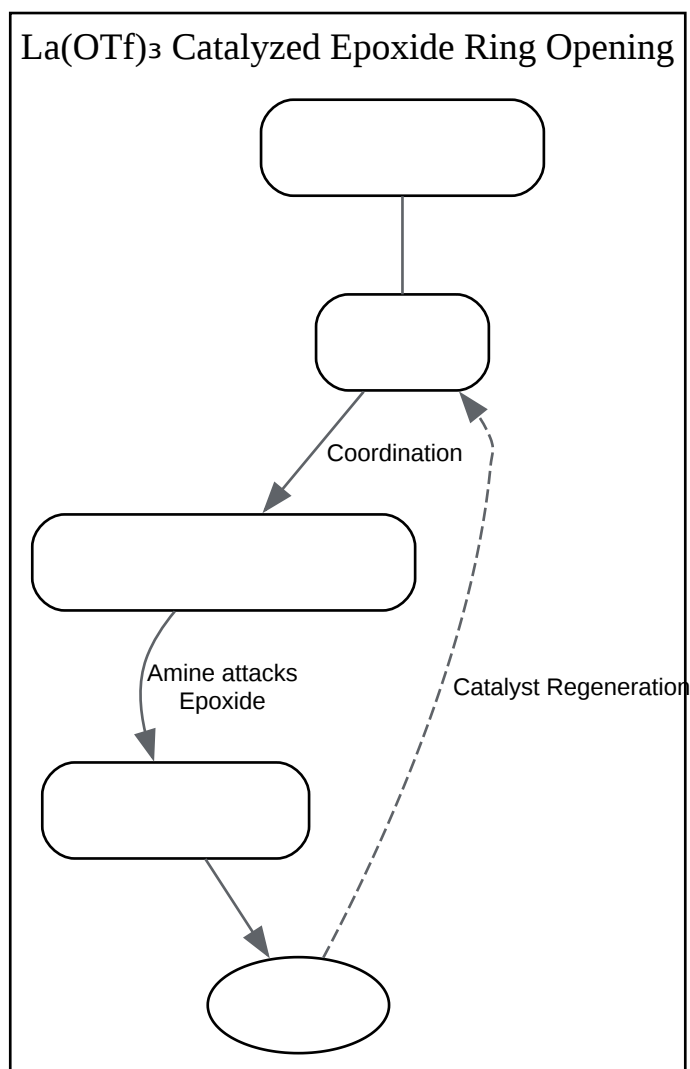 La(OTf)₃ Catalyzed Epoxide Ring Opening
Coordination
Amine attacks
Epoxide
Catalyst Regeneration